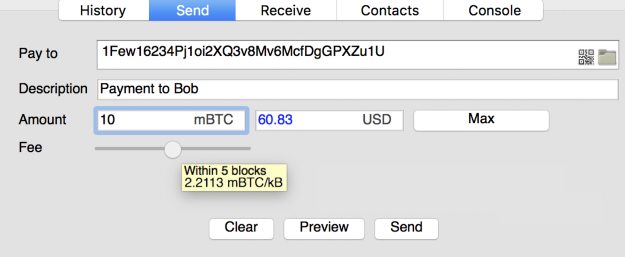 History Send Receive Contacts Console
Pay to 1Few16234Pj1oi2XQ3v8Mv6McfDgGPXZu1U
Description Payment to Bob
Amount 10 mBTC 60.83 USD Max
Fee
Within 5 blocks
2.2113 mBTC/kB
Clear Preview Send